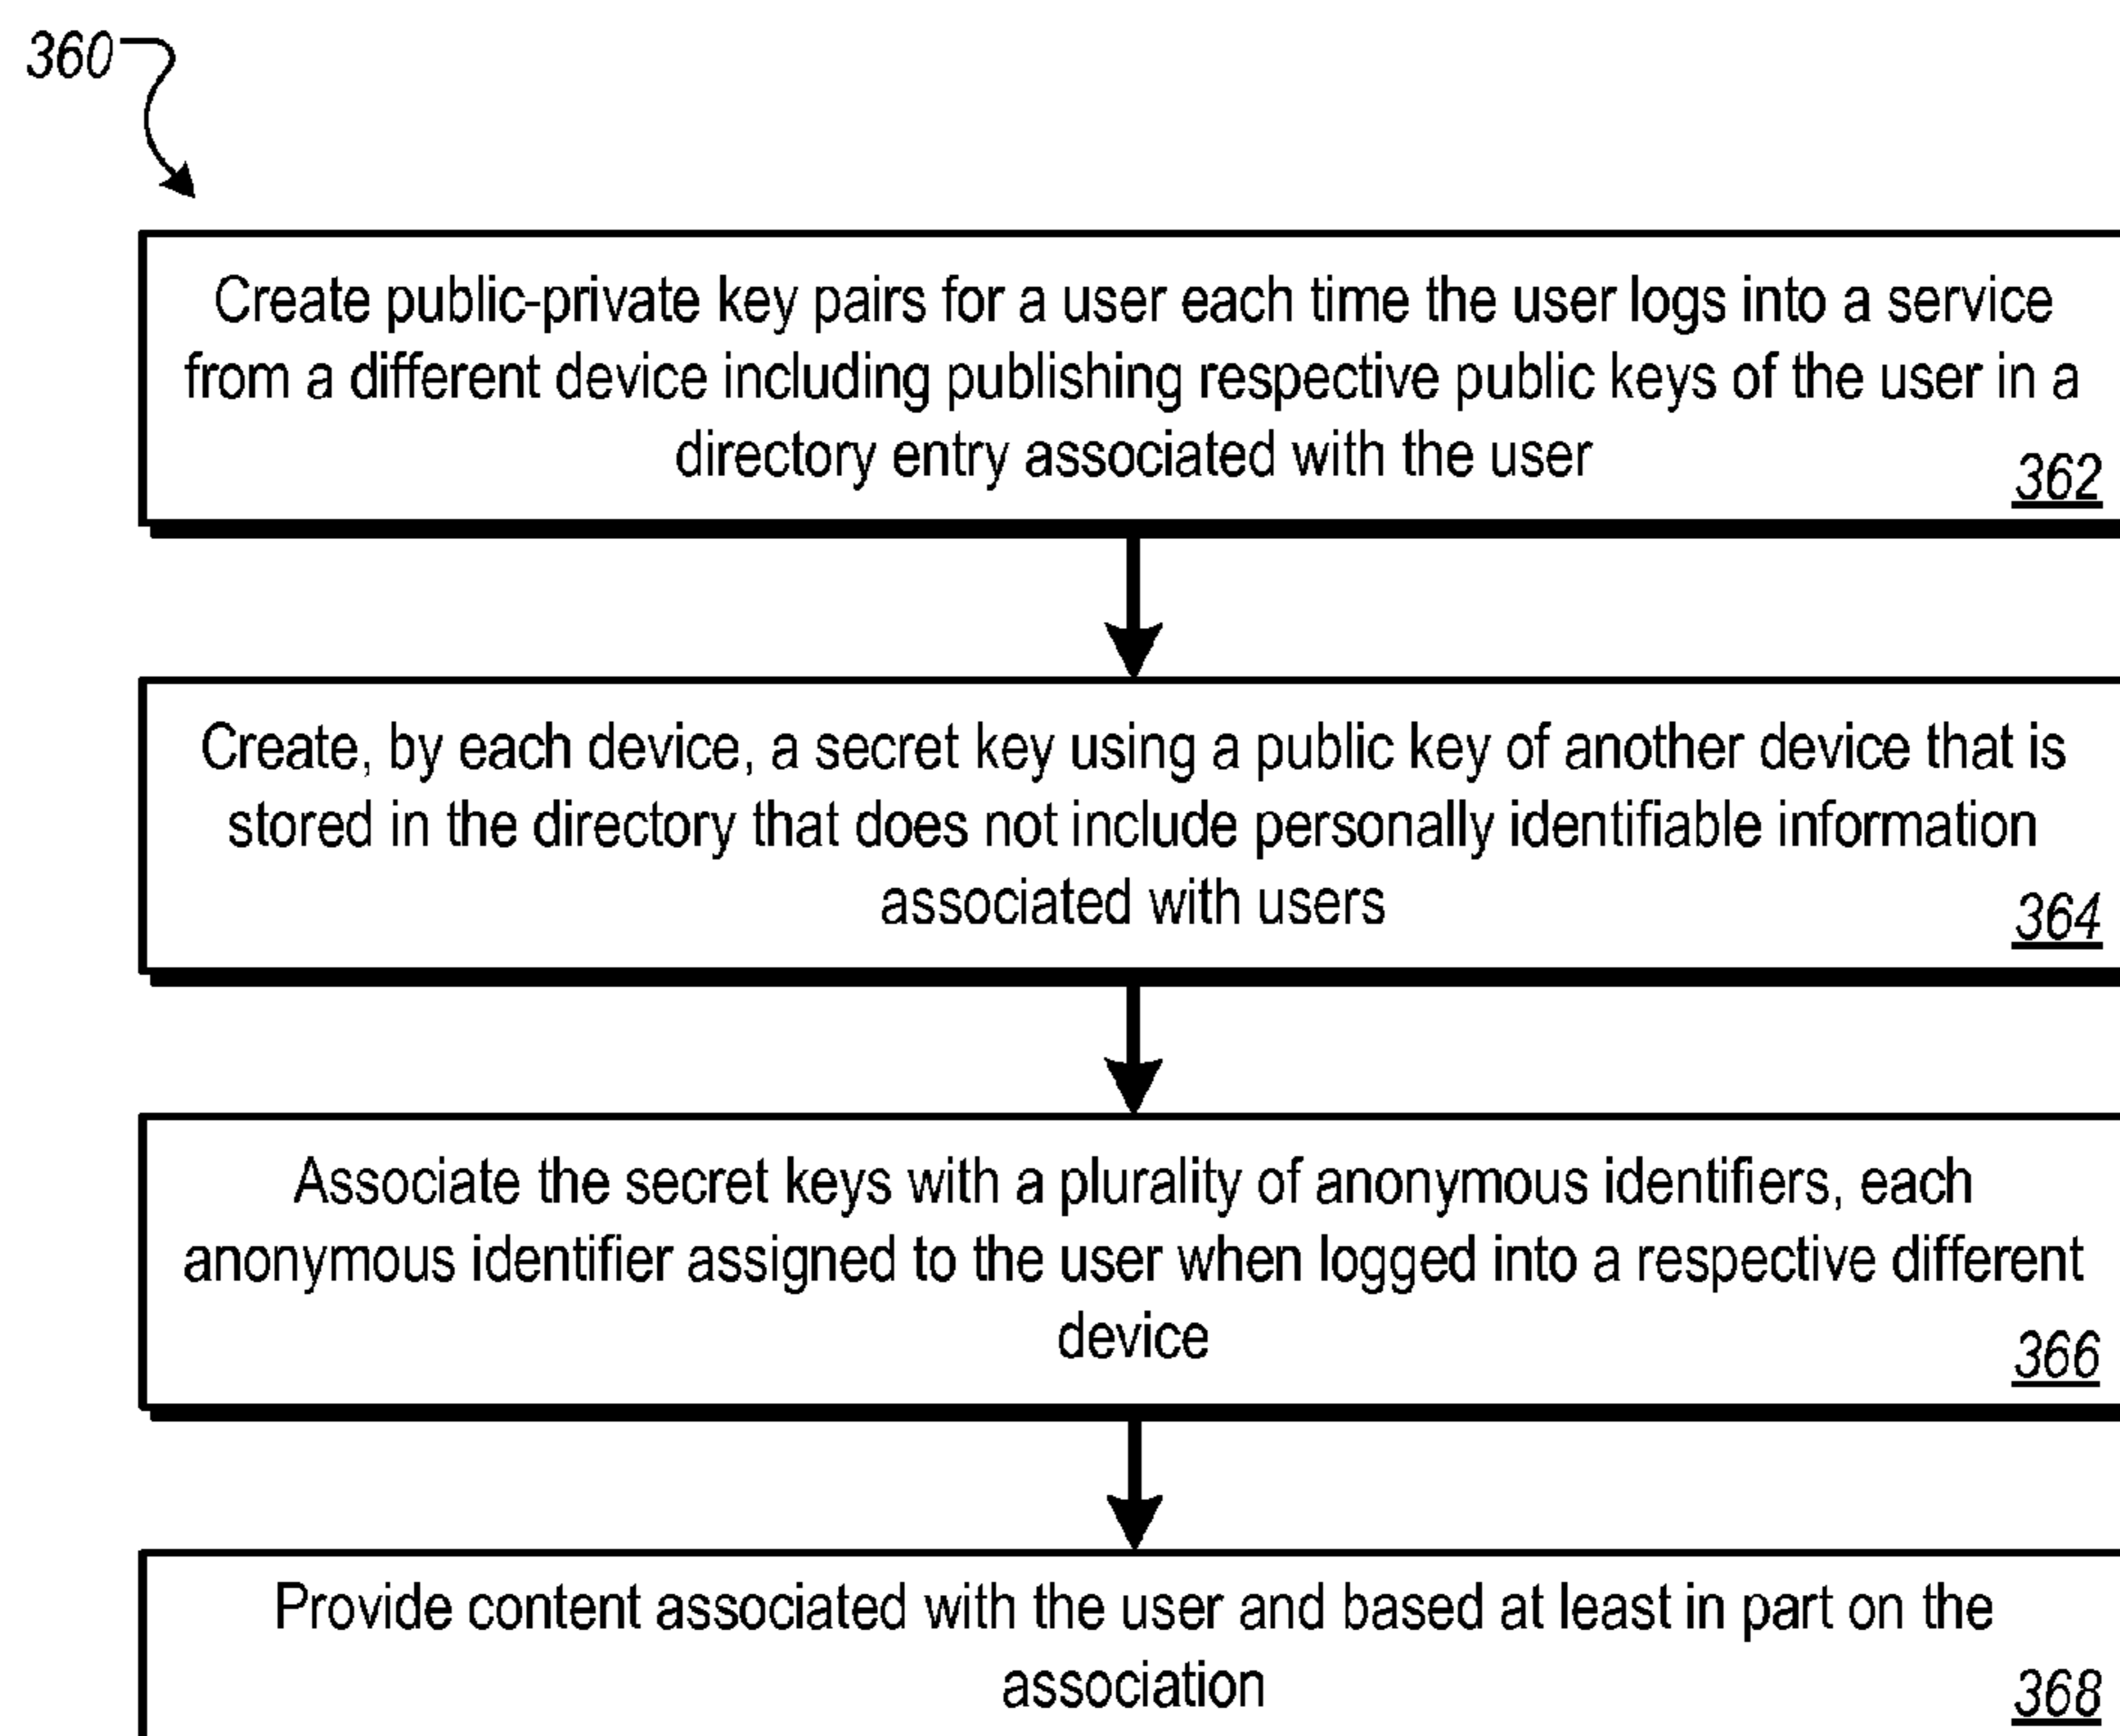 360
Create public-private key pairs for a user each time the user logs into a service
from a different device including publishing respective public keys of the user in a
directory entry associated with the user
362
Create, by each device, a secret key using a public key of another device that is
stored in the directory that does not include personally identifiable information
associated with users
364
Associate the secret keys with a plurality of anonymous identifiers, each
anonymous identifier assigned to the user when logged into a respective different
device
366
Provide content associated with the user and based at least in part on the
association
368